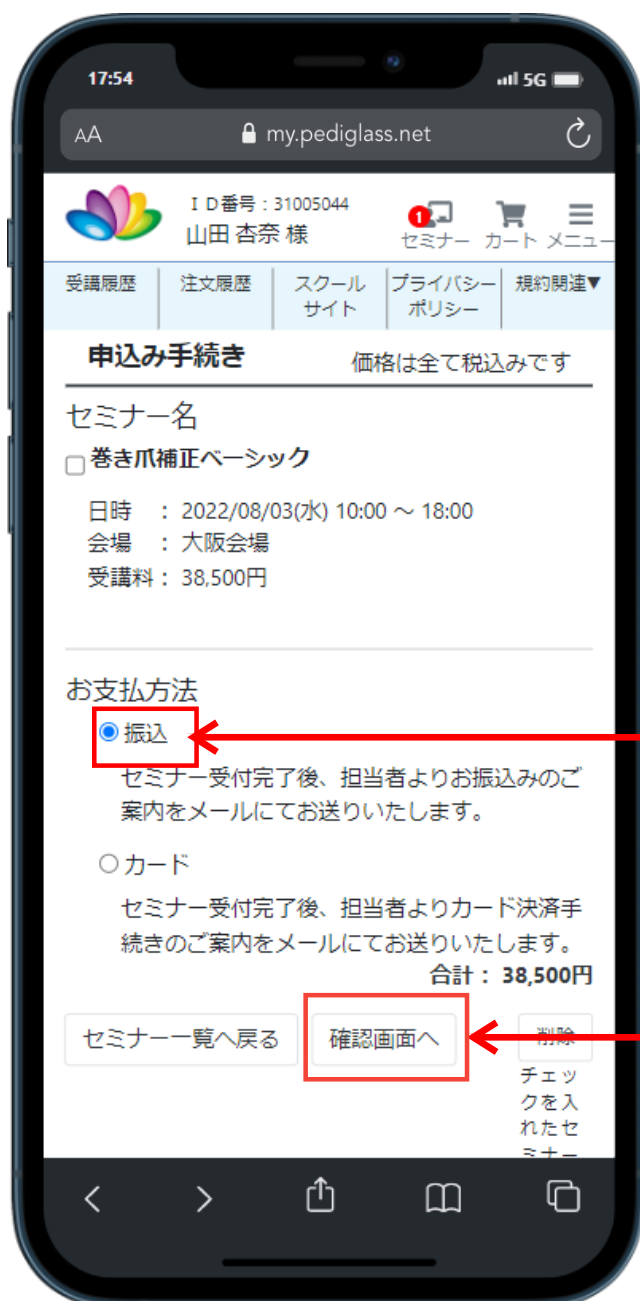 17:54
5G
AA
my.pediglass.net
ＩＤ番号：31005044
山田 杏奈 様
1
セミナー カート メニュー
受講履歴 注文履歴 スクールサイト プライバシーポリシー 規約関連▼
申込み手続き 価格は全て税込みです
セミナー名
巻き爪補正ベーシック
日時 ： 2022/08/03(水) 10:00 ～ 18:00
会場 ： 大阪会場
受講料： 38,500円
お支払方法
振込
セミナー受付完了後、担当者よりお振込みのご
案内をメールにてお送りいたします。
カード
セミナー受付完了後、担当者よりカード決済手
続きのご案内をメールにてお送りいたします。
合計： 38,500円
セミナー一覧へ戻る 確認画面へ 削除
チェッ
クを入
れたセ
ミナー